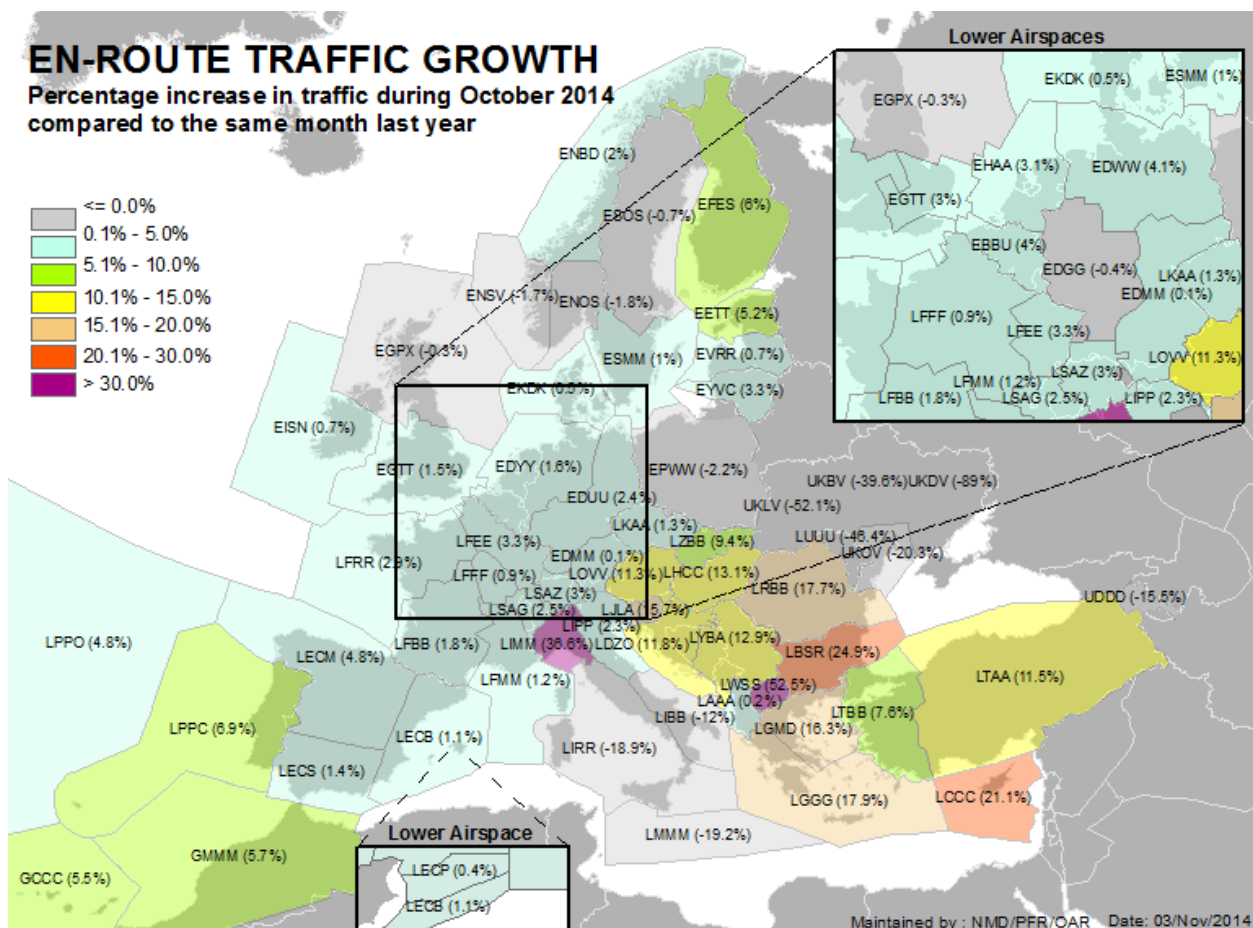 EN-ROUTE TRAFFIC GROWTH
Percentage increase in traffic during October 2014
compared to the same month last year
<= 0.0%
0.1% - 5.0%
5.1% - 10.0%
10.1% - 15.0%
15.1% - 20.0%
20.1% - 30.0%
> 30.0%
Lower Airspaces
EKDK (0.5%)
ESMM (1%)
EGPX (-0.3%)
EHAA (3.1%)
EDWW (4.1%)
EGTT (3%)
EBBU (4%)
EDGG (-0.4%)
LKAA (1.3%)
EDMM (0.1%)
LFFF (0.9%)
LFEE (3.3%)
LOVV (11.3%)
LSAZ (3%)
LFMM (1.2%)
LFBB (1.8%)
LSAG (2.5%)
LIPP (2.3%)
ENBD (2%)
ESOS (-0.7%)
EFES (6%)
ENSV (-1.7%)
ENOS (-1.8%)
EETT (5.2%)
EGPX (-0.3%)
ESMM (1%)
EVRR (0.7%)
EKDK (0.5%)
EYVC (3.3%)
EISN (0.7%)
EGTT (1.5%)
EDYY (1.6%)
EPWW (-2.2%)
UKBV (-39.6%)
UKDV (-89%)
EDUU (2.4%)
UKLV (-52.1%)
LKAA (1.3%)
LUUU (-46.4%)
LFEE (3.3%)
LZBB (9.4%)
UKOV (-20.3%)
LFRR (2.9%)
EDMM (0.1%)
LFFF (0.9%)
LOVV (11.3%)
LHCC (13.1%)
LRBB (17.7%)
LSAZ (3%)
UDDD (-15.5%)
LSAG (2.5%)
LJLA (15.7%)
LIPP (2.3%)
LPPO (4.8%)
LECM (4.8%)
LFBB (1.8%)
LIMM (36.6%)
LDZO (11.8%)
LYBA (12.9%)
LBSR (24.9%)
LFMM (1.2%)
LWSS (52.5%)
LTAA (11.5%)
LAAA (0.2%)
LTBB (7.6%)
LPPC (6.9%)
LECB (1.1%)
LIBB (-12%)
LGMD (16.3%)
LIRR (-18.9%)
LECS (1.4%)
LGGG (17.9%)
LCCC (21.1%)
LMMM (-19.2%)
GMMM (5.7%)
GCCC (5.5%)
Lower Airspace
LECP (0.4%)
LECB (1.1%)
Maintained by : NMD/PFR/OAR Date: 03/Nov/2014